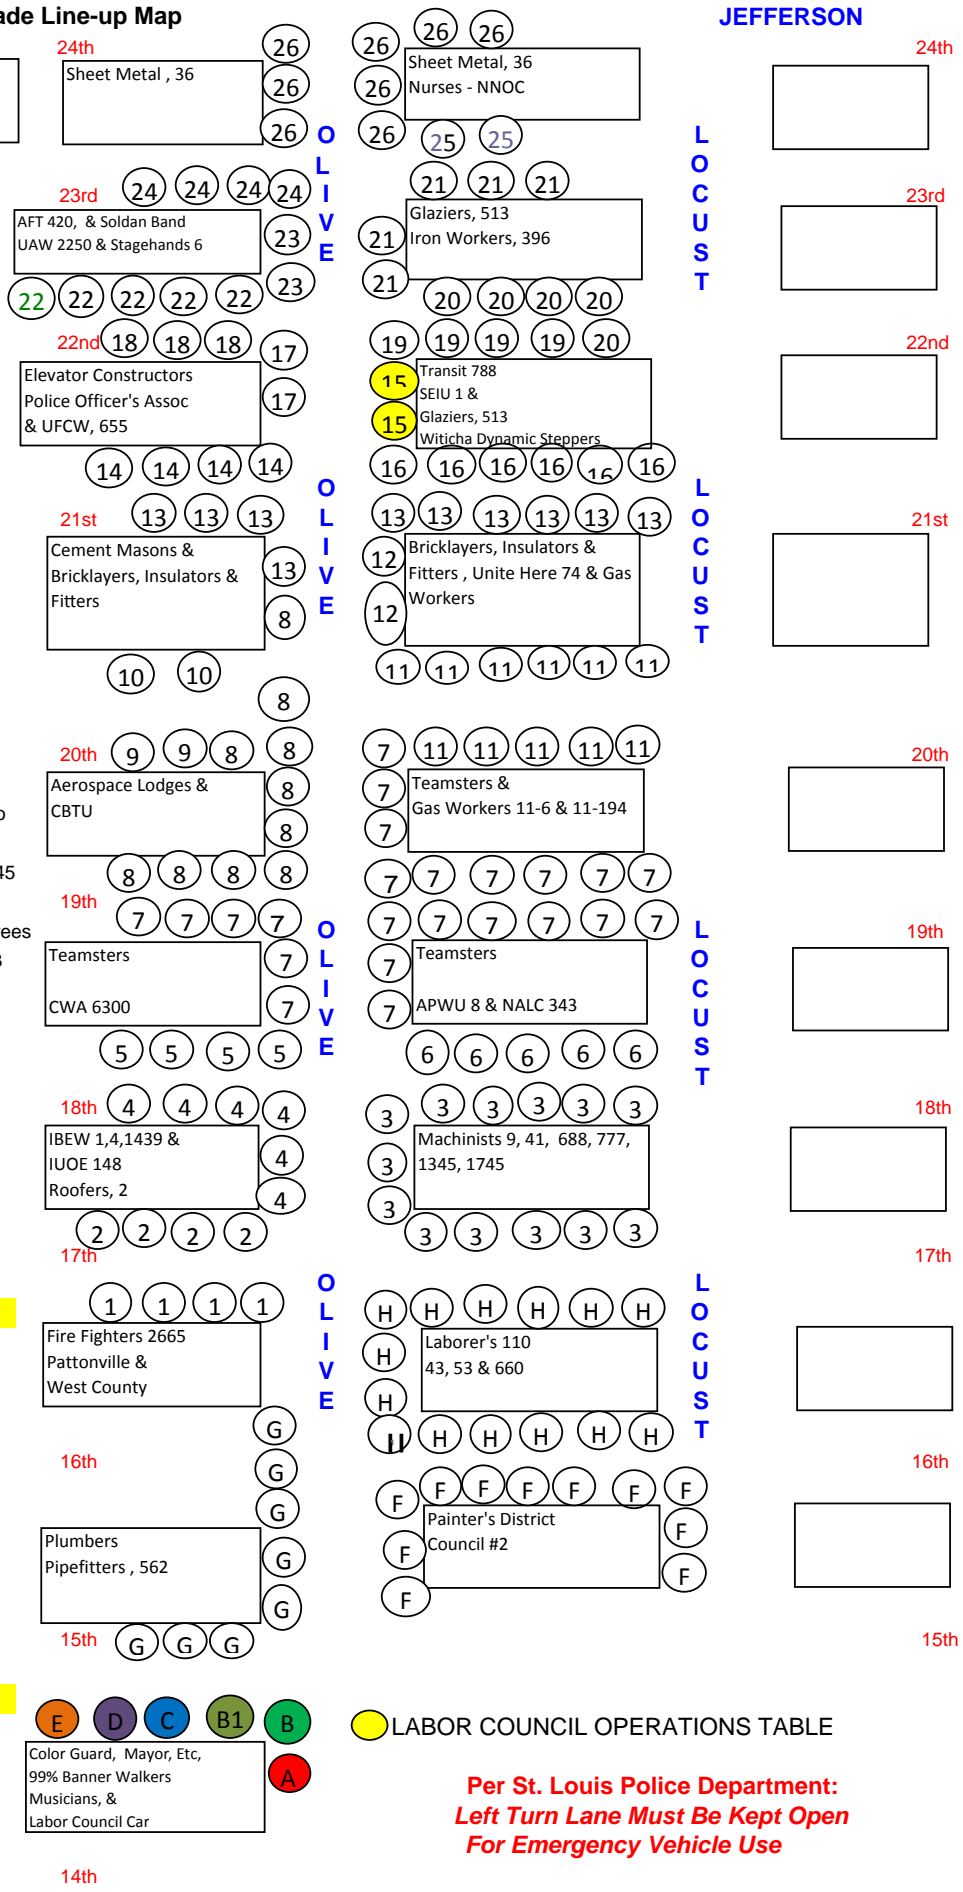 ade Line-up Map
JEFFERSON
24th
26
26
26
26
24th
Sheet Metal , 36
26
26
Sheet Metal, 36
Nurses - NNOC
26
26
25
25
O
L
I
V
E
L
O
C
U
S
T
23rd
24
24
24
24
21
21
21
23rd
AFT 420,  & Soldan Band
UAW 2250 & Stagehands 6
23
21
Glaziers, 513
Iron Workers, 396
23
21
22
22
22
22
22
20
20
20
20
22nd
18
18
18
17
19
19
19
19
20
22nd
Elevator Constructors
Police Officer's Assoc
& UFCW, 655
17
15
15
Transit 788
SEIU 1 &
Glaziers, 513
Witicha Dynamic Steppers
14
14
14
14
16
16
16
16
16
16
O
L
I
V
E
L
O
C
U
S
T
21st
13
13
13
13
13
13
13
13
13
21st
Cement Masons &
Bricklayers, Insulators &
Fitters
13
8
12
12
Bricklayers, Insulators &
Fitters , Unite Here 74 & Gas
Workers
10
10
11
11
11
11
11
11
8
20th
9
9
8
8
7
11
11
11
11
11
20th
Aerospace Lodges &
CBTU
8
8
7
7
Teamsters &
Gas Workers 11-6 & 11-194
o
45
8
8
8
8
7
7
7
7
7
7
19th
7
7
7
7
7
7
7
7
7
7
19th
ees
Teamsters
CWA 6300
7
7
7
7
Teamsters
APWU 8 & NALC 343
O
L
I
V
E
L
O
C
U
S
T
5
5
5
5
6
6
6
6
6
18th
4
4
4
4
3
3
3
3
3
3
18th
IBEW 1,4,1439 &
IUOE 148
Roofers, 2
4
4
3
3
Machinists 9, 41,  688, 777,
1345, 1745
2
2
2
2
3
3
3
3
3
17th
17th
1
1
1
1
H
H
H
H
H
H
Fire Fighters 2665
Pattonville &
West County
H
H
Laborer's 110
43, 53 & 660
O
L
I
V
E
L
O
C
U
S
T
G
H
H
H
H
H
16th
G
16th
G
F
F
F
F
F
F
F
Plumbers
Pipefitters , 562
G
G
F
F
Painter's District
Council #2
F
F
15th
G
G
G
15th
E
D
C
B1
B
LABOR COUNCIL OPERATIONS TABLE
Color Guard,  Mayor, Etc,
99% Banner Walkers
Musicians, &
Labor Council Car
A
Per St. Louis Police Department:
Left Turn Lane Must Be Kept Open
For Emergency Vehicle Use
14th